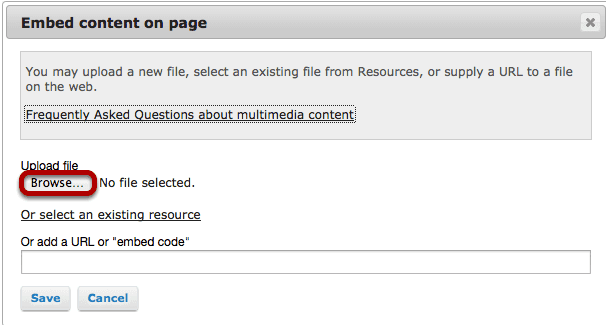 Embed content on page
You may upload a new file, select an existing file from Resources, or supply a URL to a file
on the web.
Frequently Asked Questions about multimedia content
Upload file
Browse... No file selected.
Or select an existing resource
Or add a URL or "embed code"
Save Cancel